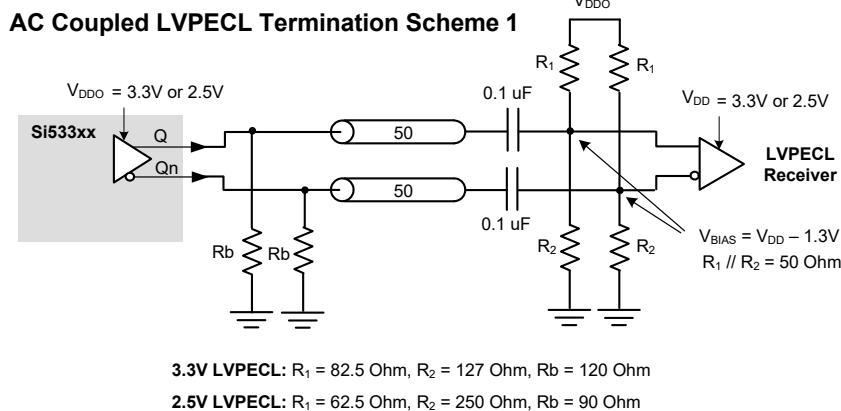 AC Coupled LVPECL Termination Scheme 1
VDDO
R1
R1
VDDO = 3.3V or 2.5V
0.1 uF
VDD = 3.3V or 2.5V
Si533xx
Q
50
LVPECL
Receiver
Qn
50
0.1 uF
Rb
Rb
R2
R2
VBIAS = VDD – 1.3V
R1 // R2 = 50 Ohm
3.3V LVPECL: R1 = 82.5 Ohm, R2 = 127 Ohm, Rb = 120 Ohm
2.5V LVPECL: R1 = 62.5 Ohm, R2 = 250 Ohm, Rb = 90 Ohm